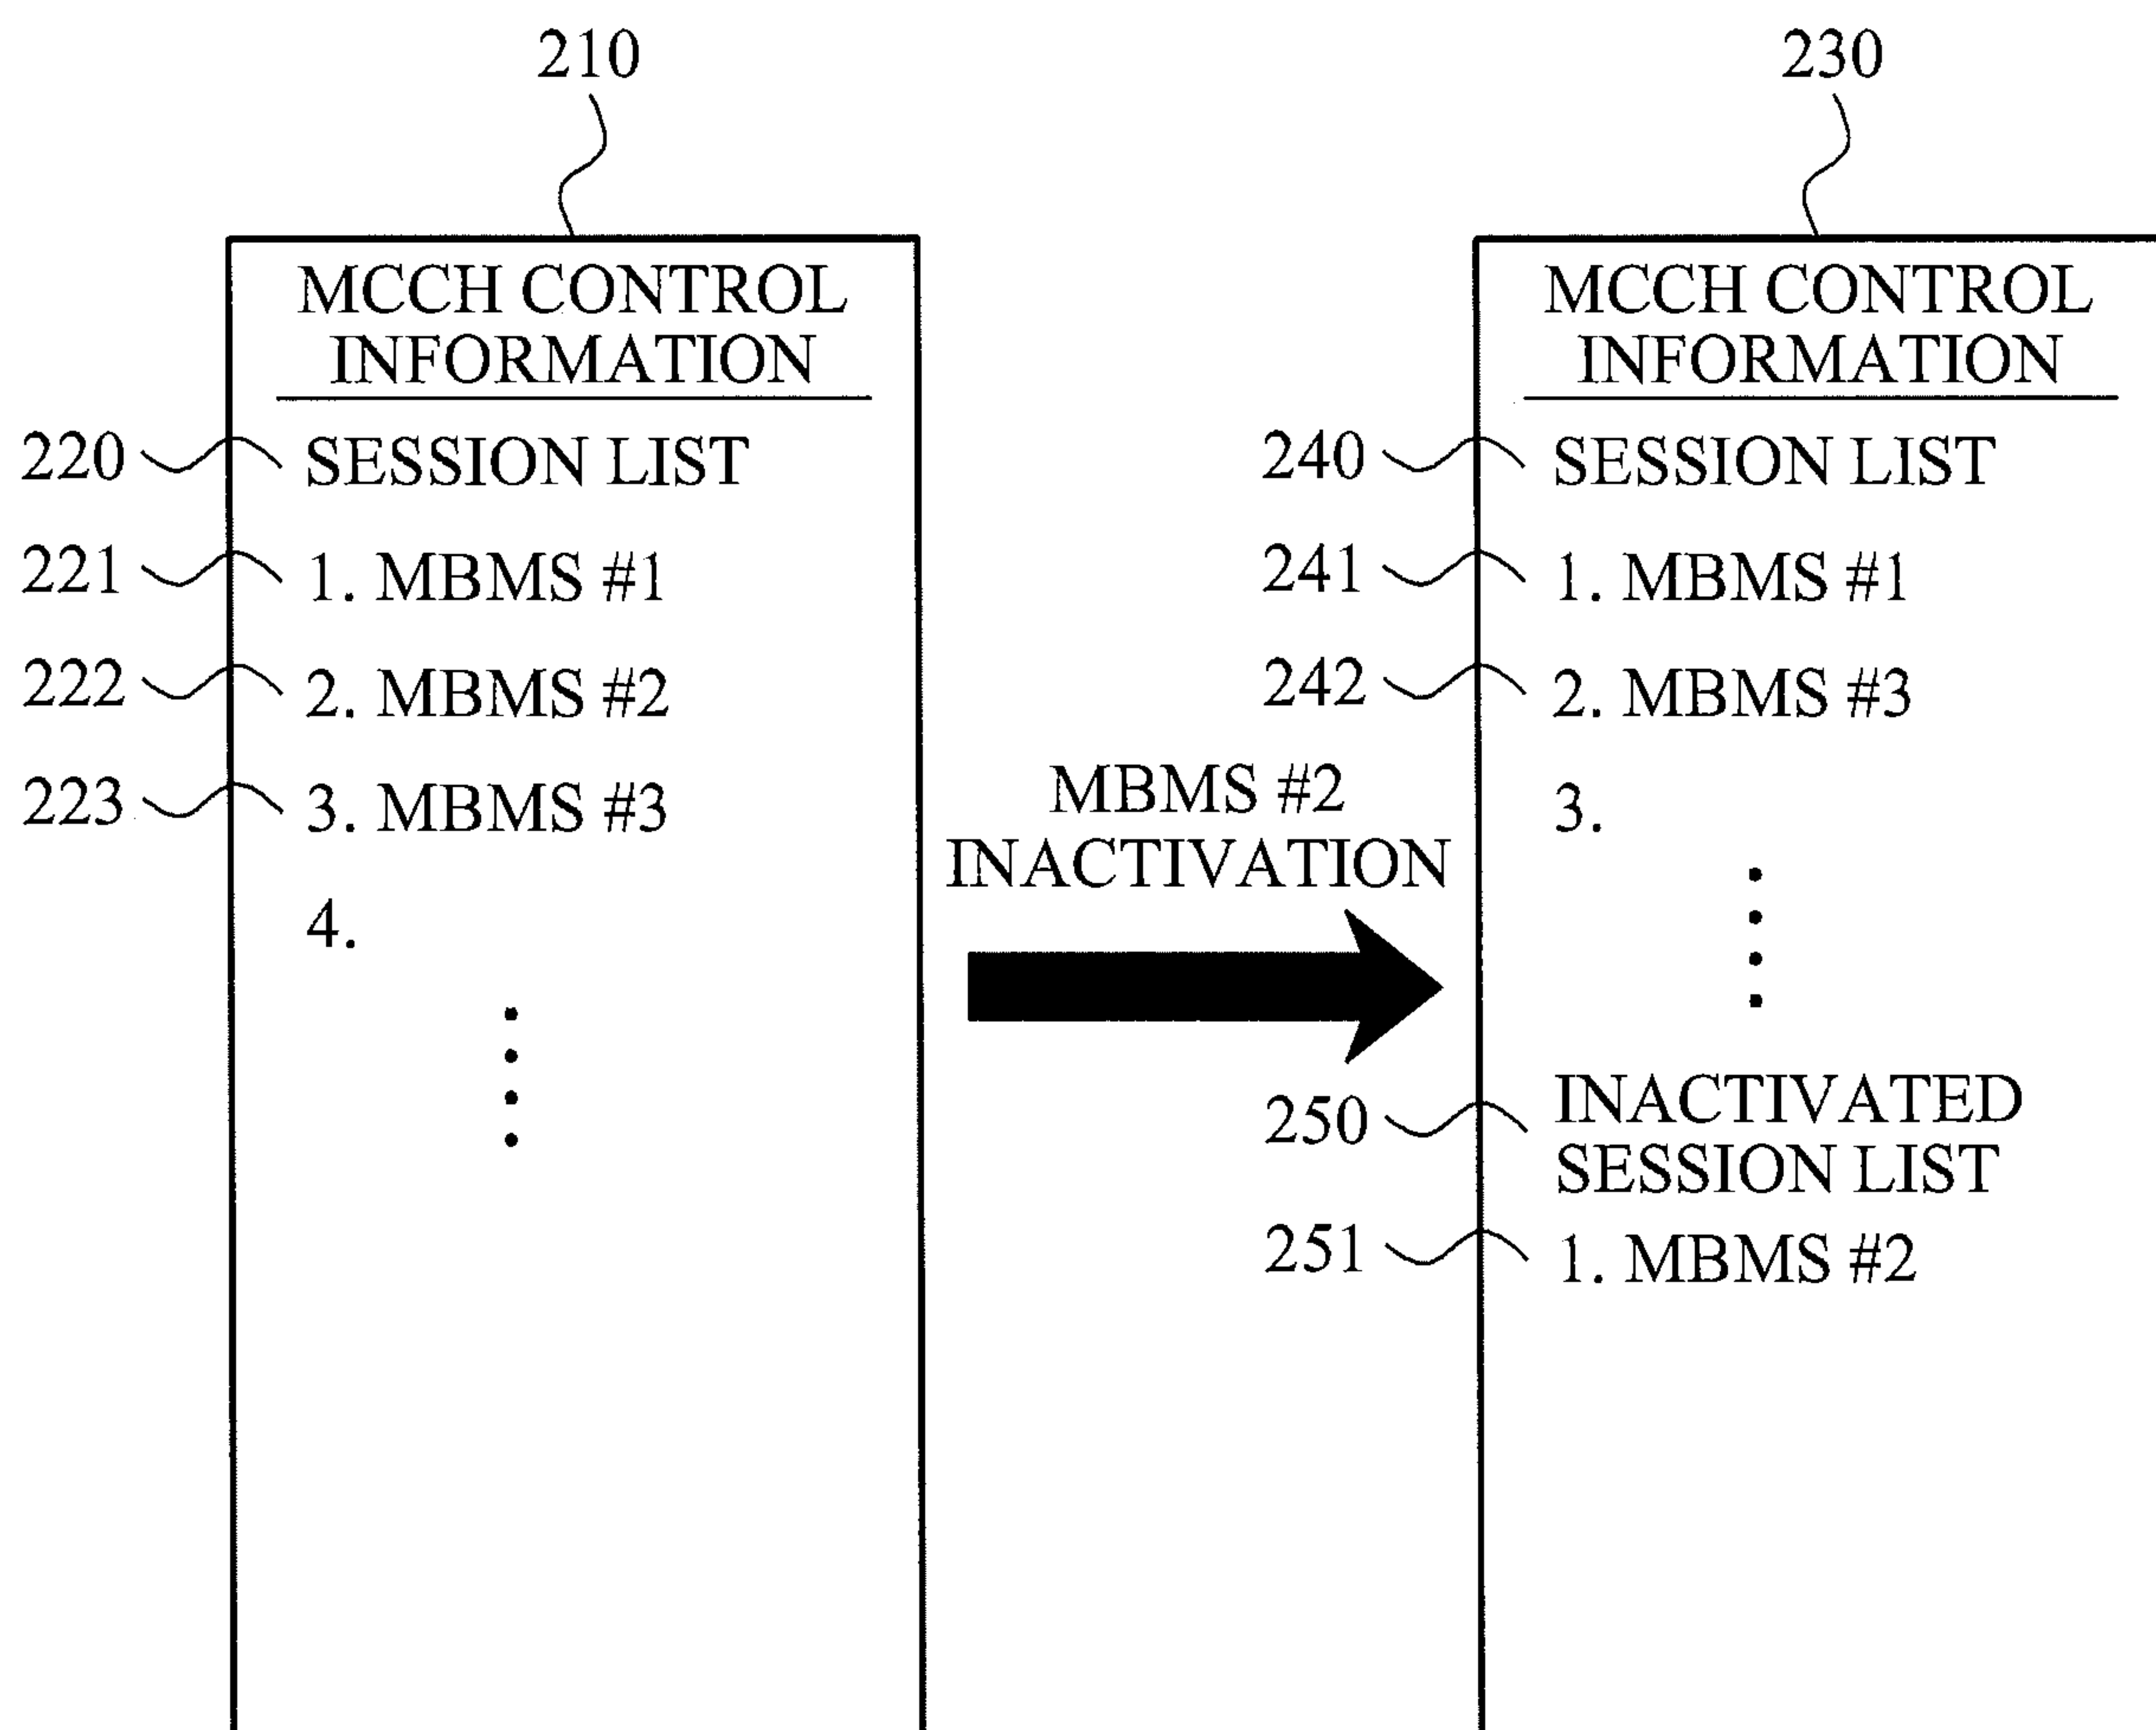 210
MCCH CONTROL
INFORMATION
220 SESSION LIST
221 1. MBMS #1
222 2. MBMS #2
223 3. MBMS #3
4.
MBMS #2
INACTIVATION
230
MCCH CONTROL
INFORMATION
240 SESSION LIST
241 1. MBMS #1
242 2. MBMS #3
3.
250 INACTIVATED
SESSION LIST
251 1. MBMS #2